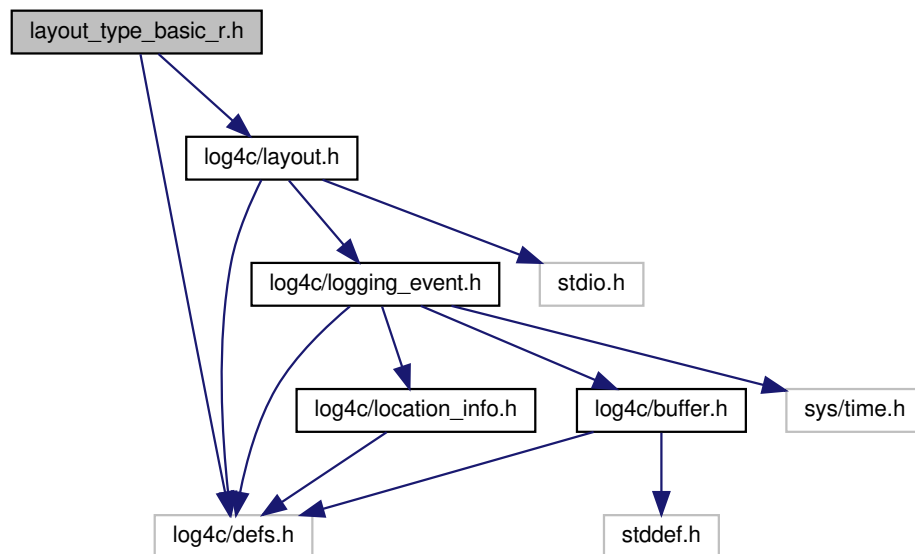 layout_type_basic_r.h
log4c/layout.h
log4c/logging_event.h
stdio.h
log4c/location_info.h
log4c/buffer.h
sys/time.h
log4c/defs.h
stddef.h